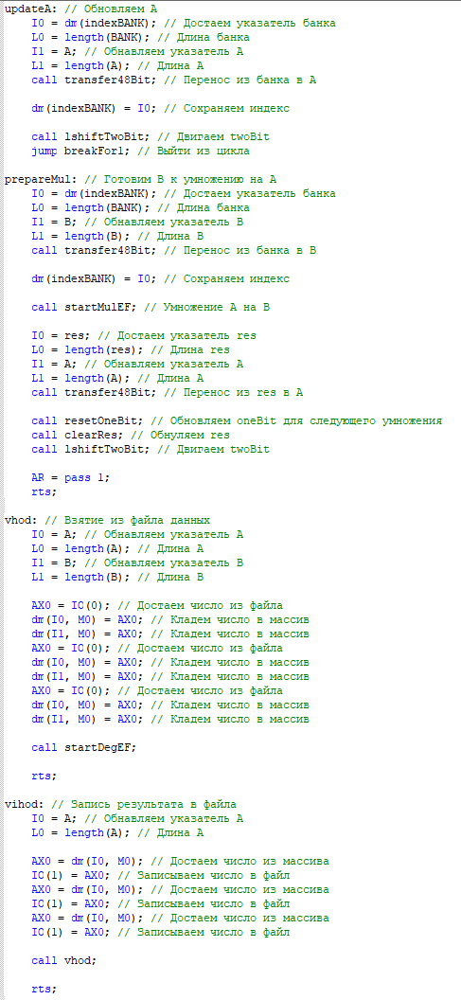 updateA: // Обновляем A
I0 = dm(indexBANK); // Достаем указатель банка
L0 = length(BANK); // Длина банка
I1 = A; // Обнавляем указатель A
L1 = length(A); // Длина A
call transfer48Bit; // Перенос из банка в A
dm(indexBANK) = I0; // Сохраняем индекс
call lshiftTwoBit; // Двигаем twoBit
jump breakFor1; // Выйти из цикла
prepareMul: // Готовим B к умножению на A
I0 = dm(indexBANK); // Достаем указатель банка
L0 = length(BANK); // Длина банка
I1 = B; // Обнавляем указатель B
L1 = length(B); // Длина B
call transfer48Bit; // Перенос из банка в B
dm(indexBANK) = I0; // Сохраняем индекс
call startMulEF; // Умножение A на B
I0 = res; // Достаем указатель res
L0 = length(res); // Длина res
I1 = A; // Обнавляем указатель A
L1 = length(A); // Длина A
call transfer48Bit; // Перенос из res в A
call resetOneBit; // Обновляем oneBit для следующего умножения
call clearRes; // Обнуляем res
call lshiftTwoBit; // Двигаем twoBit
AR = pass 1;
rts;
vhod: // Взятие из файла данных
I0 = A; // Обнавляем указатель A
L0 = length(A); // Длина A
I1 = B; // Обнавляем указатель B
L1 = length(B); // Длина B
AX0 = IO(0); // Достаем число из файла
dm(I0, M0) = AX0; // Кладем число в массив
dm(I1, M0) = AX0; // Кладем число в массив
AX0 = IO(0); // Достаем число из файла
dm(I0, M0) = AX0; // Кладем число в массив
dm(I1, M0) = AX0; // Кладем число в массив
AX0 = IO(0); // Достаем число из файла
dm(I0, M0) = AX0; // Кладем число в массив
dm(I1, M0) = AX0; // Кладем число в массив
call startDegEF;
rts;
vihod: // Запись результата в файла
I0 = A; // Обнавляем указатель A
L0 = length(A); // Длина A
AX0 = dm(I0, M0); // Достаем число из массива
IO(1) = AX0; // Записываем число в файл
AX0 = dm(I0, M0); // Достаем число из массива
IO(1) = AX0; // Записываем число в файл
AX0 = dm(I0, M0); // Достаем число из массива
IO(1) = AX0; // Записываем число в файл
call vhod;
rts;